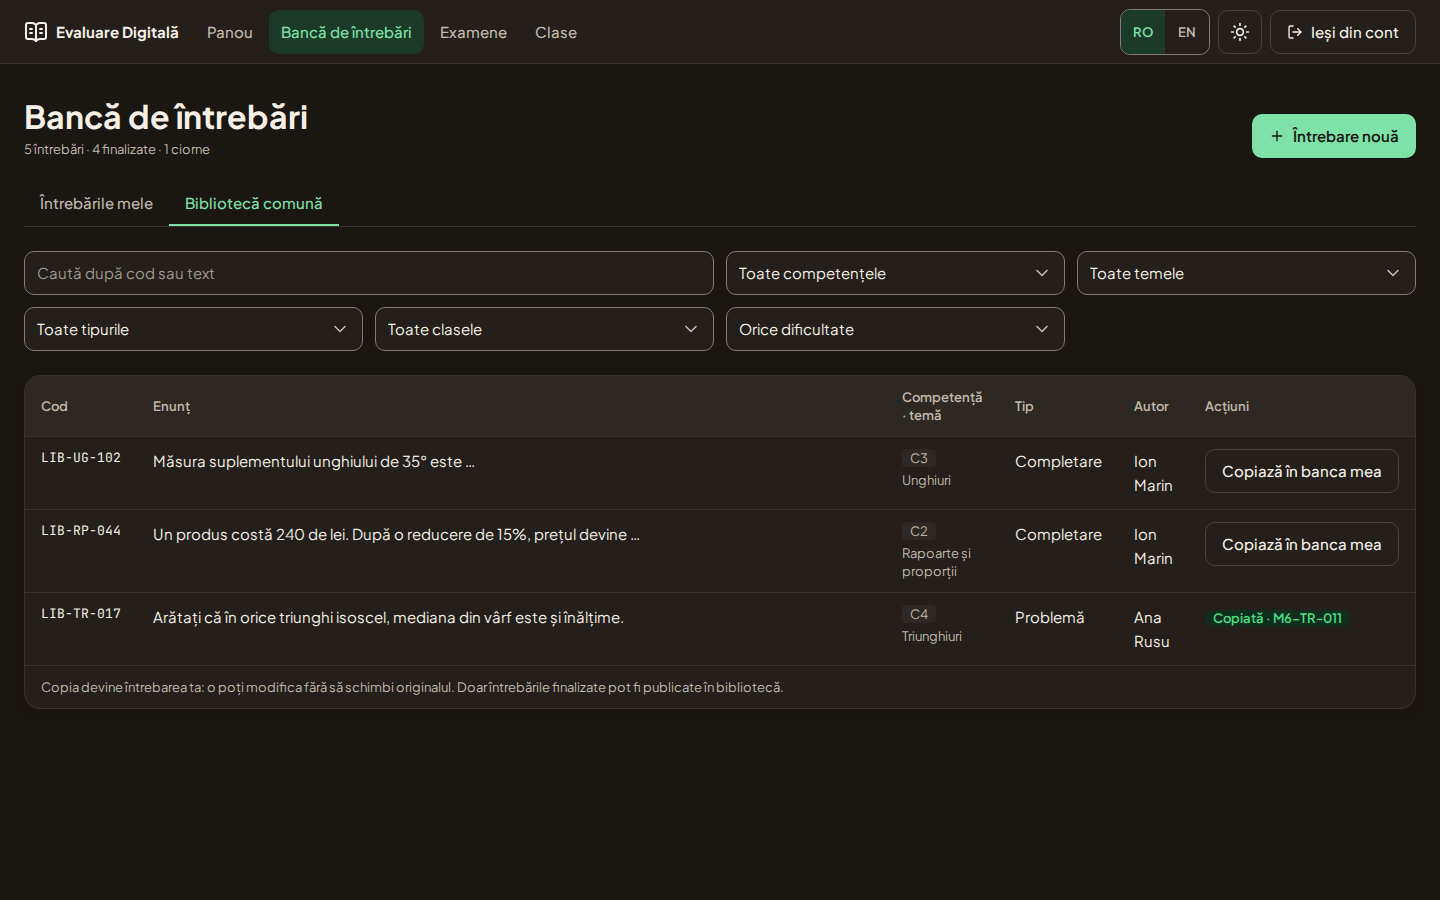 Evaluare Digitală
Panou
Bancă de întrebări
Examene
Clase
RO
EN
Ieși din cont
Bancă de întrebări
5 întrebări · 4 finalizate · 1 ciorne
+ Întrebare nouă
Întrebările mele
Bibliotecă comună
Caută după cod sau text
Toate competențele
Toate temele
Toate tipurile
Toate clasele
Orice dificultate
Cod
Enunț
Competență
· temă
Tip
Autor
Acțiuni
LIB-UG-102
Măsura suplementului unghiului de 35° este ...
C3
Unghiuri
Completare
Ion
Marin
Copiază în banca mea
LIB-RP-044
Un produs costă 240 de lei. După o reducere de 15%, prețul devine ...
C2
Rapoarte și
proporții
Completare
Ion
Marin
Copiază în banca mea
LIB-TR-017
Arătați că în orice triunghi isoscel, mediana din vârf este și înălțime.
C4
Triunghiuri
Problemă
Ana
Rusu
Copiată · M6-TR-011
Copia devine întrebarea ta: o poți modifica fără să schimbi originalul. Doar întrebările finalizate pot fi publicate în bibliotecă.